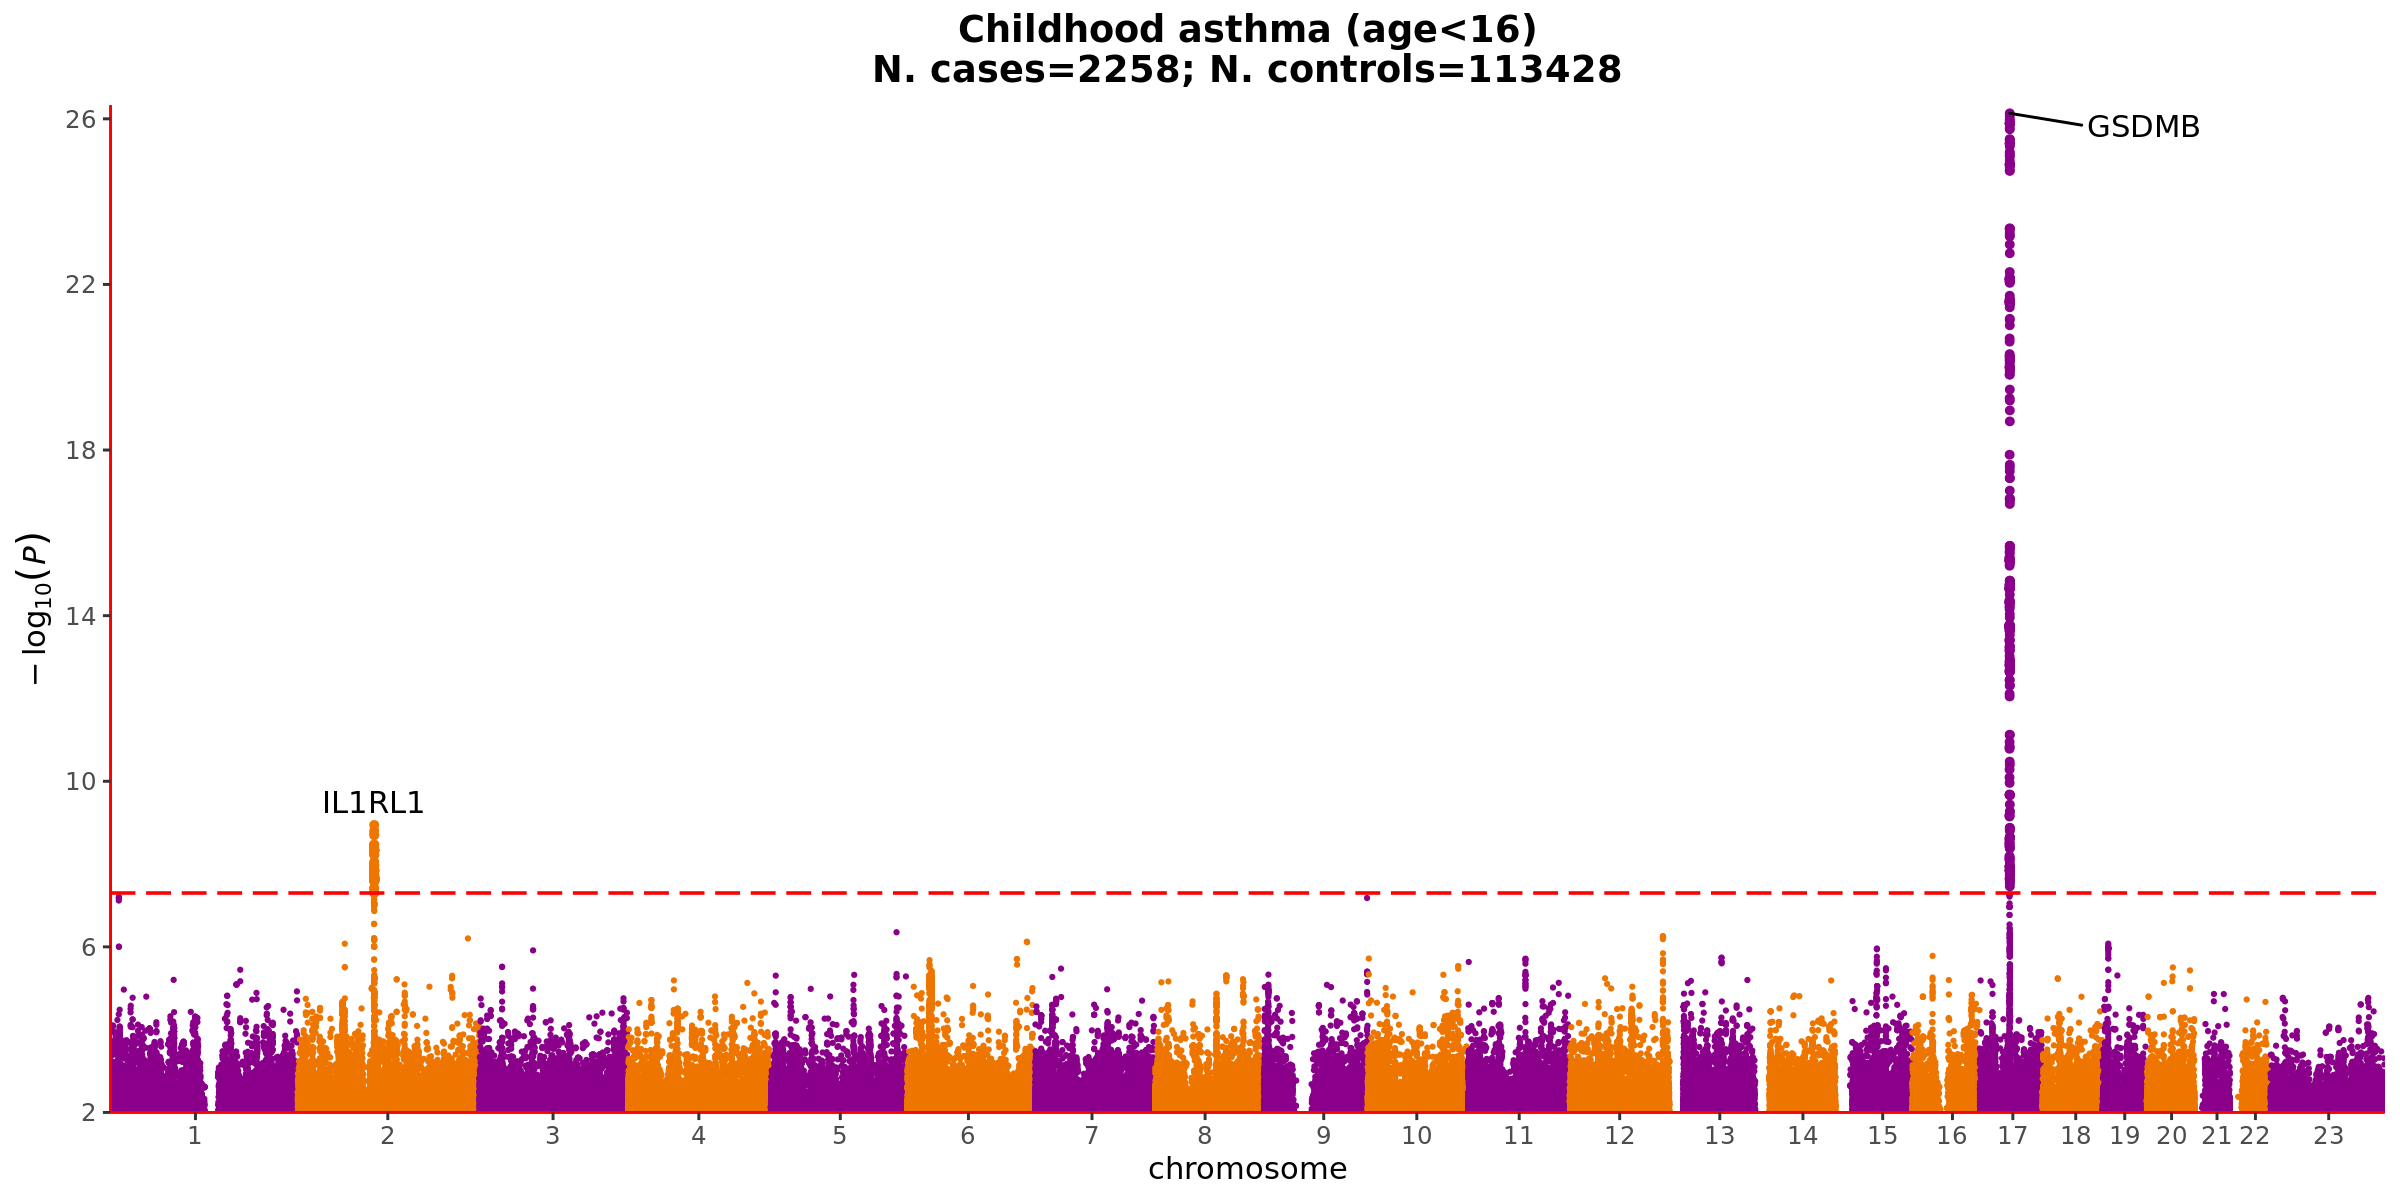 Childhood asthma (age<16)
N. cases=2258; N. controls=113428
26
GSDMB
22
18
−log10(P)
14
10
IL1RL1
6
2
1 2 3 4 5 6 7 8 9 10 11 12 13 14 15 16 17 18 19 20 21 22 23
chromosome